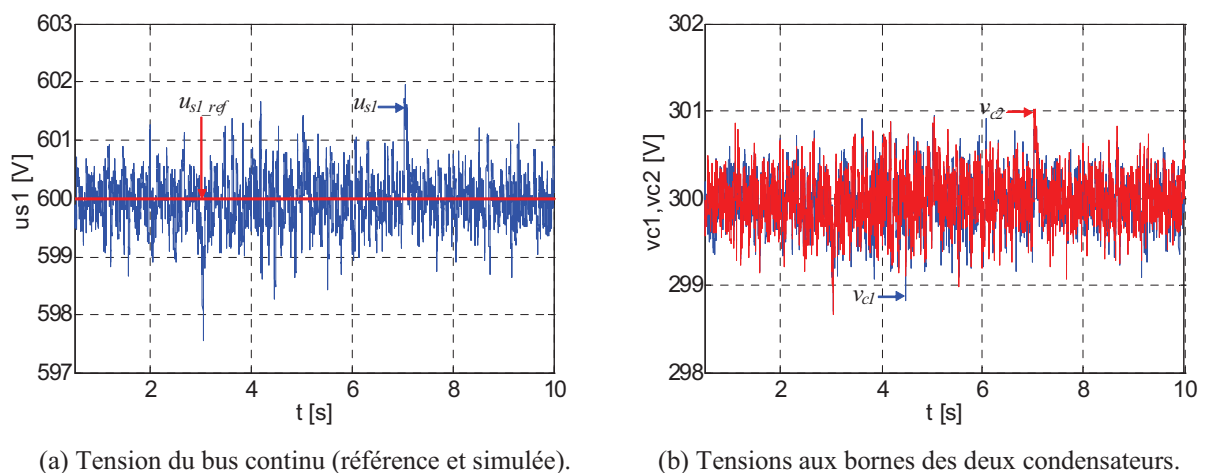 603
602
601
600
599
598
597
us1 [V]
u_s1_ref
u_s1
2 4 6 8 10
t [s]
(a) Tension du bus continu (référence et simulée).
302
301
300
299
298
vc1,vc2 [V]
v_c2
v_c1
2 4 6 8 10
t [s]
(b) Tensions aux bornes des deux condensateurs.